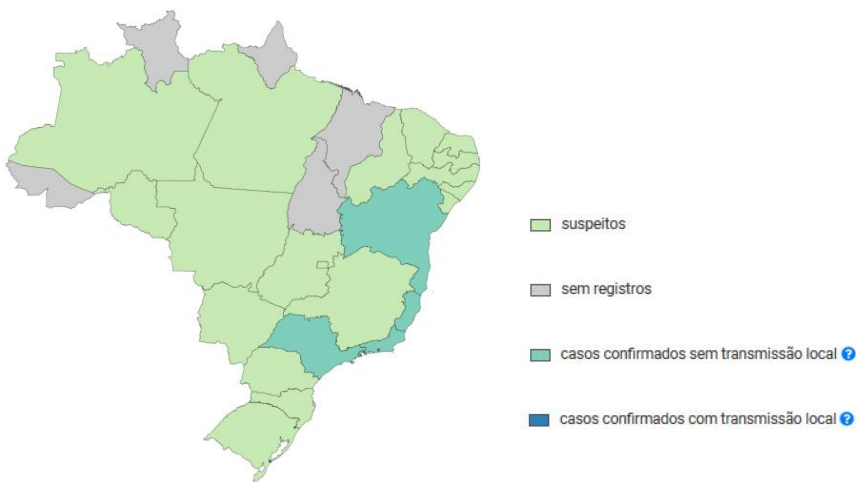 suspeitos
sem registros
casos confirmados sem transmissão local ?
casos confirmados com transmissão local ?